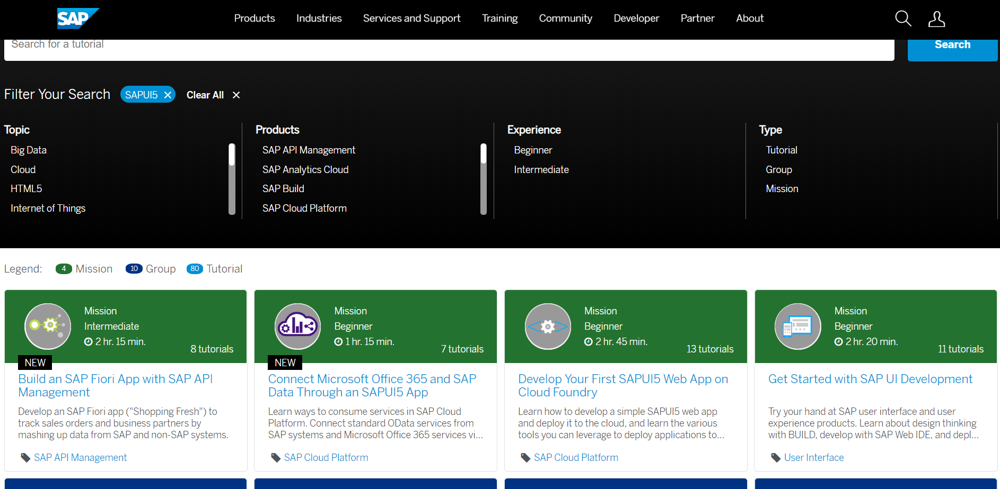 SAP
Products Industries Services and Support Training Community Developer Partner About
Search for a tutorial
Search
Filter Your Search SAPUI5 Clear All
Topic
Big Data
Cloud
HTML5
Internet of Things
Products
SAP API Management
SAP Analytics Cloud
SAP Build
SAP Cloud Platform
Experience
Beginner
Intermediate
Type
Tutorial
Group
Mission
Legend: 4 Mission 10 Group 80 Tutorial
Mission
Intermediate
2 hr. 15 min.
8 tutorials
NEW
Build an SAP Fiori App with SAP API
Management
Develop an SAP Fiori app ("Shopping Fresh") to
track sales orders and business partners by
mashing up data from SAP and non-SAP systems.
SAP API Management
Mission
Beginner
1 hr. 15 min.
7 tutorials
NEW
Connect Microsoft Office 365 and SAP
Data Through an SAPUI5 App
Learn ways to consume services in SAP Cloud
Platform. Connect standard OData services from
SAP systems and Microsoft Office 365 services vi...
SAP Cloud Platform
Mission
Beginner
2 hr. 45 min.
13 tutorials
Develop Your First SAPUI5 Web App on
Cloud Foundry
Learn how to develop a simple SAPUI5 web app
and deploy it to the cloud, and learn the various
tools you can leverage to deploy applications to...
SAP Cloud Platform
Mission
Beginner
2 hr. 20 min.
11 tutorials
Get Started with SAP UI Development
Try your hand at SAP user interface and user
experience products. Learn about design thinking
with BUILD, develop with SAP Web IDE, and depl...
User Interface